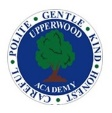 CAREFUL • POLITE • GENTLE • KIND • HONEST •
UPPERWOOD
ACADEMY